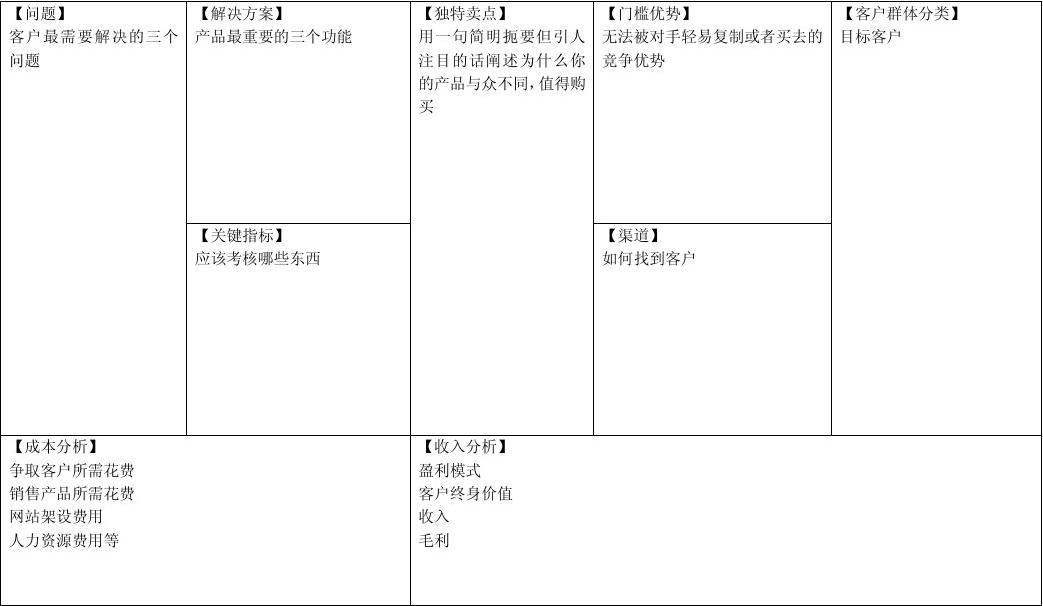 【问题】
客户最需要解决的三个
问题
【解决方案】
产品最重要的三个功能
【关键指标】
应该考核哪些东西
【独特卖点】
用一句简明扼要但引人
注目的话阐述为什么你
的产品与众不同，值得购
买
【门槛优势】
无法被对手轻易复制或者买去的
竞争优势
【渠道】
如何找到客户
【客户群体分类】
目标客户
【成本分析】
争取客户所需花费
销售产品所需花费
网站架设费用
人力资源费用等
【收入分析】
盈利模式
客户终身价值
收入
毛利